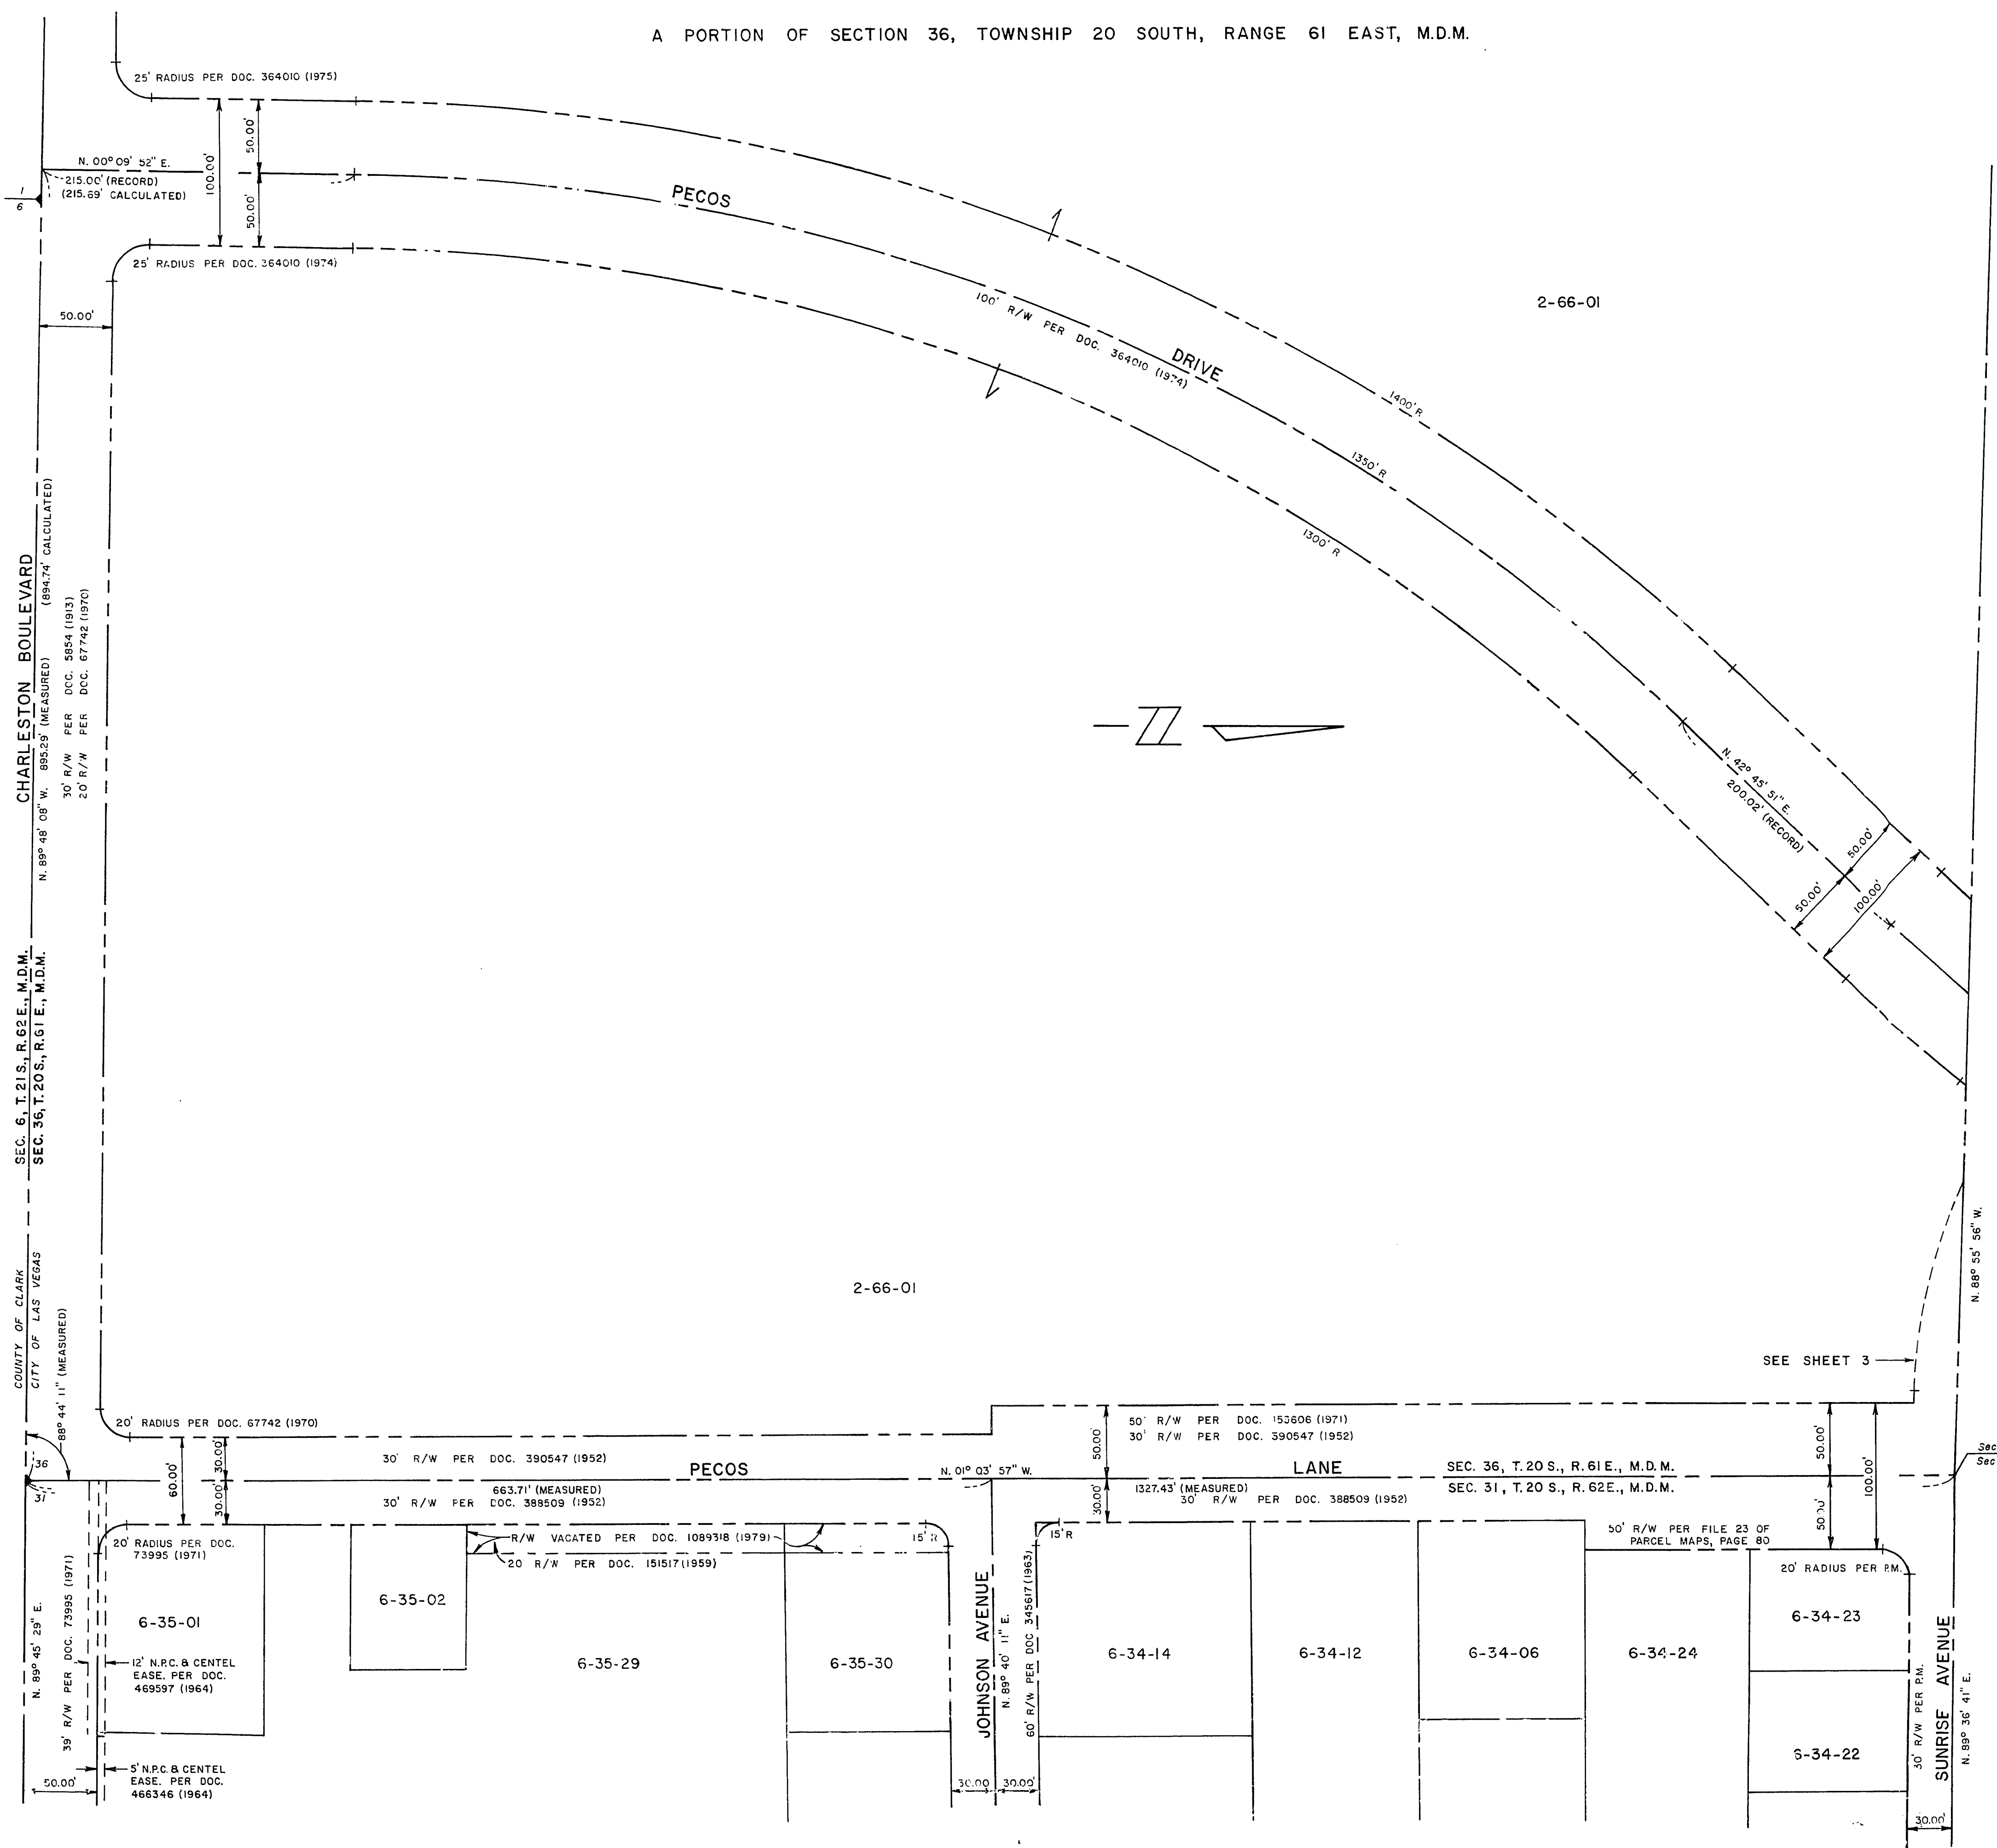 A PORTION OF SECTION 36, TOWNSHIP 20 SOUTH, RANGE 61 EAST, M.D.M.
25' RADIUS PER DOC. 364010 (1975)
50.00'
100.00'
50.00'
N. 00° 09' 52" E.
215.00' (RECORD)
(215.69' CALCULATED)
1
6
25' RADIUS PER DOC. 364010 (1974)
50.00'
PECOS
DRIVE
100' R/W PER DOC. 364010 (1974)
2-66-01
1400' R
1350' R
1300' R
N. 42° 45' 51" E.
200.02' (RECORD)
50.00'
50.00'
100.00'
CHARLESTON BOULEVARD
N. 89° 48' 08" W. 895.29' (MEASURED) (894.74' CALCULATED)
30' R/W PER DOC. 5854 (1913)
20' R/W PER DOC. 67742 (1970)
SEC. 6, T. 21 S., R. 62 E., M.D.M.
SEC. 36, T. 20 S., R. 61 E., M.D.M.
COUNTY OF CLARK
CITY OF LAS VEGAS
88° 44' 11" (MEASURED)
N
2-66-01
N. 88° 55' 56" W.
SEE SHEET 3
20' RADIUS PER DOC. 67742 (1970)
36
31
60.00'
30.00'
30.00'
30' R/W PER DOC. 390547 (1952)
PECOS
663.71' (MEASURED)
30' R/W PER DOC. 388509 (1952)
N. 01° 03' 57" W.
50' R/W PER DOC. 153606 (1971)
30' R/W PER DOC. 390547 (1952)
50.00'
30.00'
LANE
1327.43' (MEASURED)
30' R/W PER DOC. 388509 (1952)
SEC. 36, T. 20 S., R. 61 E., M.D.M.
SEC. 31, T. 20 S., R. 62 E., M.D.M.
50.00'
50.00'
100.00'
Sec
Sec
20' RADIUS PER DOC.
73995 (1971)
R/W VACATED PER DOC. 1089318 (1979)
20 R/W PER DOC. 151517 (1959)
15' R
15' R
50' R/W PER FILE 23 OF
PARCEL MAPS, PAGE 80
20' RADIUS PER P.M.
N. 89° 45' 29" E.
39' R/W PER DOC. 73995 (1971)
6-35-01
6-35-02
6-35-29
6-35-30
12' N.P.C. & CENTEL
EASE. PER DOC.
469597 (1964)
5' N.P.C. & CENTEL
EASE. PER DOC.
466346 (1964)
50.00'
JOHNSON AVENUE
N. 89° 40' 11" E.
60' R/W PER DOC 345617 (1963)
30.00
30.00'
6-34-14
6-34-12
6-34-06
6-34-24
6-34-23
6-34-22
30' R/W PER P.M.
SUNRISE AVENUE
N. 89° 36' 41" E.
30.00'